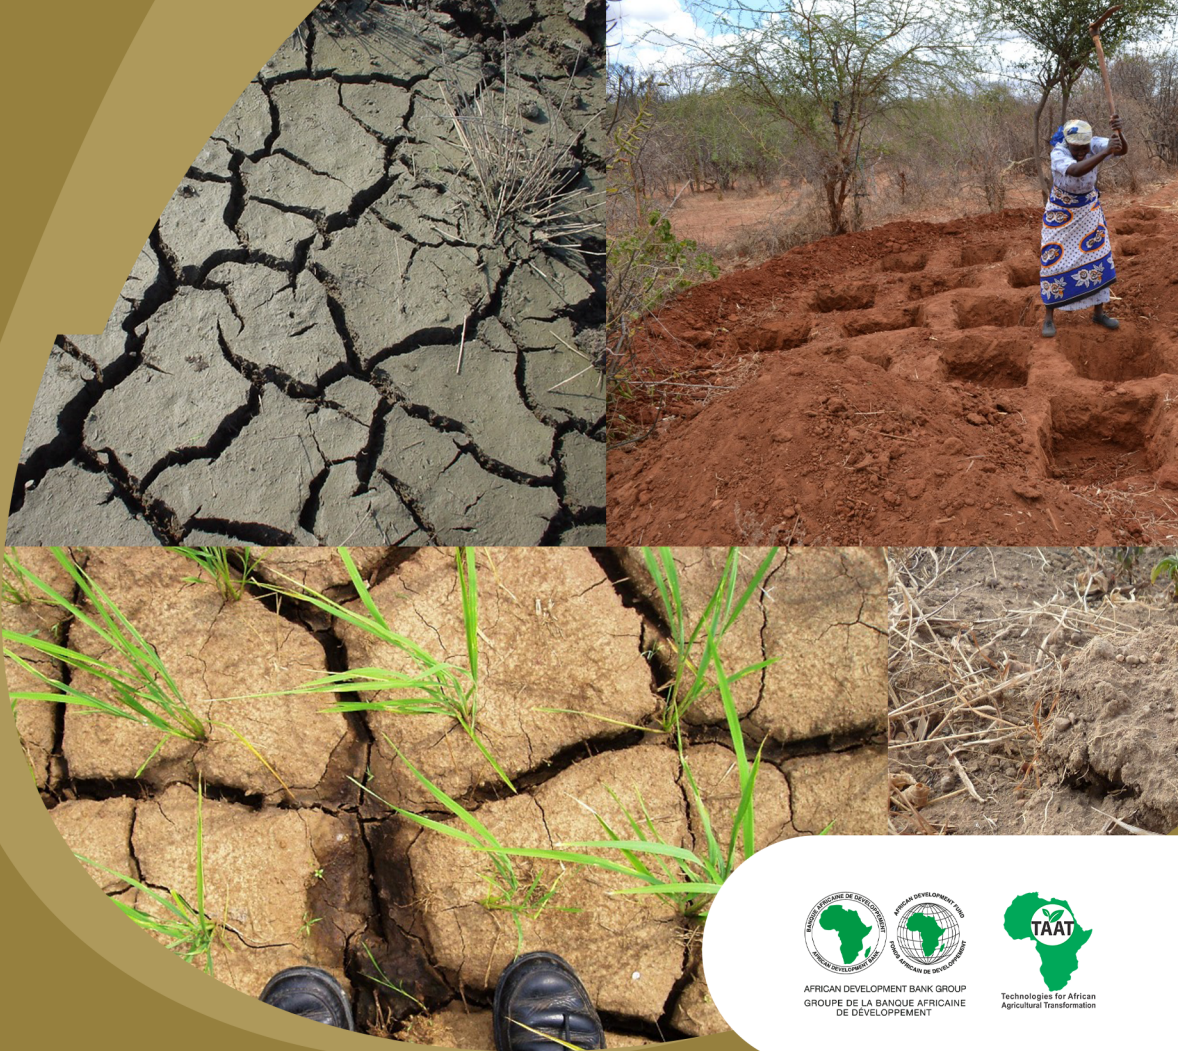 BANQUE AFRICAINE DE DÉVELOPPEMENT
AFRICAN DEVELOPMENT BANK
AFRICAN DEVELOPMENT FUND
FONDS AFRICAIN DE DEVELOPPEMENT
AFRICAN DEVELOPMENT BANK GROUP
GROUPE DE LA BANQUE AFRICAINE
DE DÉVELOPPEMENT
TAAT
Technologies for African
Agricultural Transformation